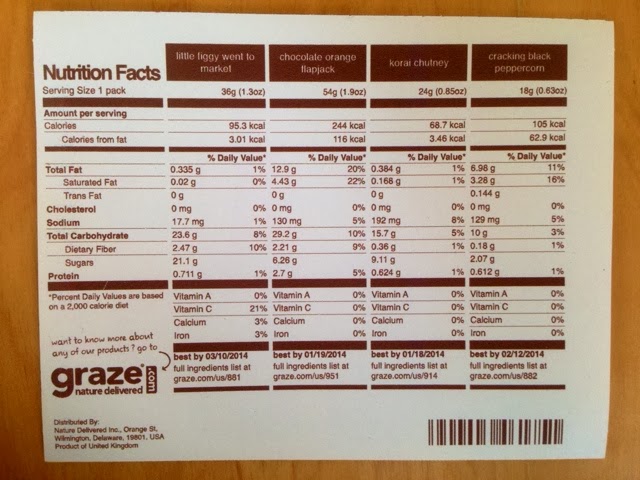 little figgy went to market chocolate orange flapjack korai chutney cracking black peppercorn
Nutrition Facts
Serving Size 1 pack 36g (1.3oz) 54g (1.9oz) 24g (0.85oz) 18g (0.63oz)
Amount per serving
Calories 95.3 kcal 244 kcal 68.7 kcal 105 kcal
Calories from fat 3.01 kcal 116 kcal 3.46 kcal 62.9 kcal
% Daily Value* % Daily Value* % Daily Value* % Daily Value*
Total Fat 0.335 g 1% 12.9 g 20% 0.384 g 1% 6.98 g 11%
Saturated Fat 0.02 g 0% 4.43 g 22% 0.168 g 1% 3.28 g 16%
Trans Fat 0 g 0 g 0 g 0.144 g
Cholesterol 0 mg 0% 0 mg 0% 0 mg 0% 0 mg 0%
Sodium 17.7 mg 1% 130 mg 5% 192 mg 8% 129 mg 5%
Total Carbohydrate 23.6 g 8% 29.2 g 10% 15.7 g 5% 10 g 3%
Dietary Fiber 2.47 g 10% 2.21 g 9% 0.36 g 1% 0.18 g 1%
Sugars 21.1 g 6.26 g 9.11 g 2.07 g
Protein 0.711 g 1% 2.7 g 5% 0.624 g 1% 0.612 g 1%
*Percent Daily Values are based
on a 2,000 calorie diet
Vitamin A 0% Vitamin A 0% Vitamin A 0% Vitamin A 0%
Vitamin C 21% Vitamin C 0% Vitamin C 0% Vitamin C 0%
Calcium 3% Calcium 0% Calcium 0% Calcium 0%
Iron 3% Iron 0% Iron 0% Iron 0%
want to know more about
any of our products? go to
graze.com
nature delivered
best by 03/10/2014 best by 01/19/2014 best by 01/18/2014 best by 02/12/2014
full ingredients list at full ingredients list at full ingredients list at full ingredients list at
graze.com/us/861 graze.com/us/951 graze.com/us/914 graze.com/us/882
Distributed By:
Nature Delivered Inc., Orange St,
Wilmington, Delaware, 19801, USA
Product of United Kingdom